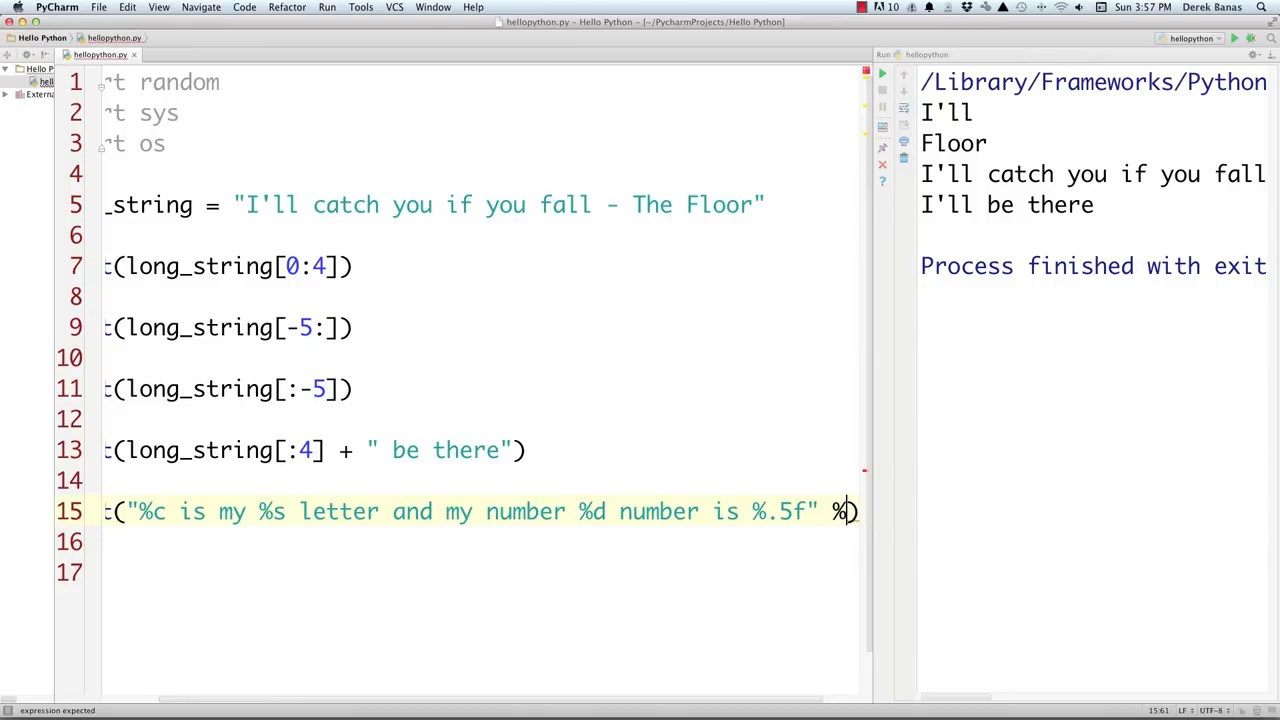 PyCharm File Edit View Navigate Code Refactor Run Tools VCS Window Help 10 Sun 3:57 PM Derek Banas
hellopython.py - Hello Python - [~/PycharmProjects/Hello Python]
Hello Python hellopython.py hellopython
hellopython.py Run hellopython
Hello P
hell
Externa
1 rt random
2 rt sys
3 rt os
4
5 _string = "I'll catch you if you fall - The Floor"
6
7 t(long_string[0:4])
8
9 t(long_string[-5:])
10
11 t(long_string[:-5])
12
13 t(long_string[:4] + " be there")
14
15 t("%c is my %s letter and my number %d number is %.5f" %)
16
17
/Library/Frameworks/Python
I'll
Floor
I'll catch you if you fall
I'll be there
Process finished with exit
expression expected 15:61 LF UTF-8